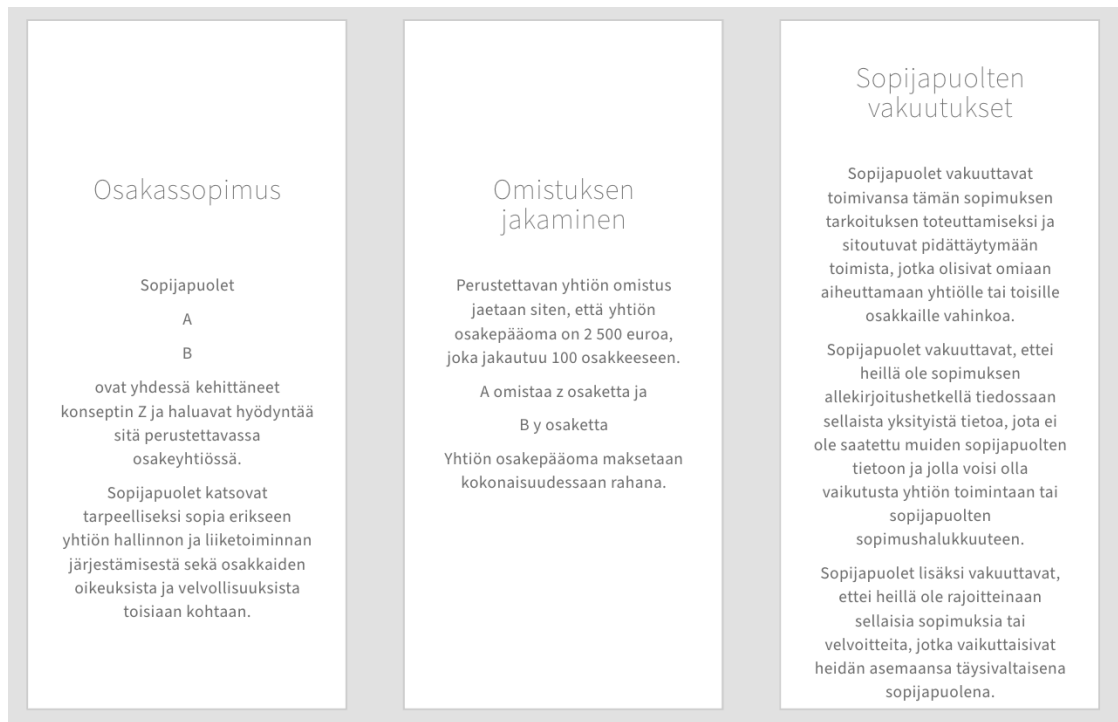 Osakassopimus
Sopijapuolet
A
B
ovat yhdessä kehittäneet
konseptin Z ja haluavat hyödyntää
sitä perustettavassa
osakeyhtiössä.
Sopijapuolet katsovat
tarpeelliseksi sopia erikseen
yhtiön hallinnon ja liiketoiminnan
järjestämisestä sekä osakkaiden
oikeuksista ja velvollisuuksista
toisiaan kohtaan.
Omistuksen
jakaminen
Perustettavan yhtiön omistus
jaetaan siten, että yhtiön
osakepääoma on 2 500 euroa,
joka jakautuu 100 osakkeeseen.
A omistaa z osaketta ja
B y osaketta
Yhtiön osakepääoma maksetaan
kokonaisuudessaan rahana.
Sopijapuolten
vakuutukset
Sopijapuolet vakuuttavat
toimivansa tämän sopimuksen
tarkoituksen toteuttamiseksi ja
sitoutuvat pidättäytymään
toimista, jotka olisivat omiaan
aiheuttamaan yhtiölle tai toisille
osakkaille vahinkoa.
Sopijapuolet vakuuttavat, ettei
heillä ole sopimuksen
allekirjoitushetkellä tiedossaan
sellaista yksityistä tietoa, jota ei
ole saatettu muiden sopijapuolten
tietoon ja jolla voisi olla
vaikutusta yhtiön toimintaan tai
sopijapuolten
sopimushalukkuuteen.
Sopijapuolet lisäksi vakuuttavat,
ettei heillä ole rajoitteinaan
sellaisia sopimuksia tai
velvoitteita, jotka vaikuttaisivat
heidän asemaansa täysivaltaisena
sopijapuolena.